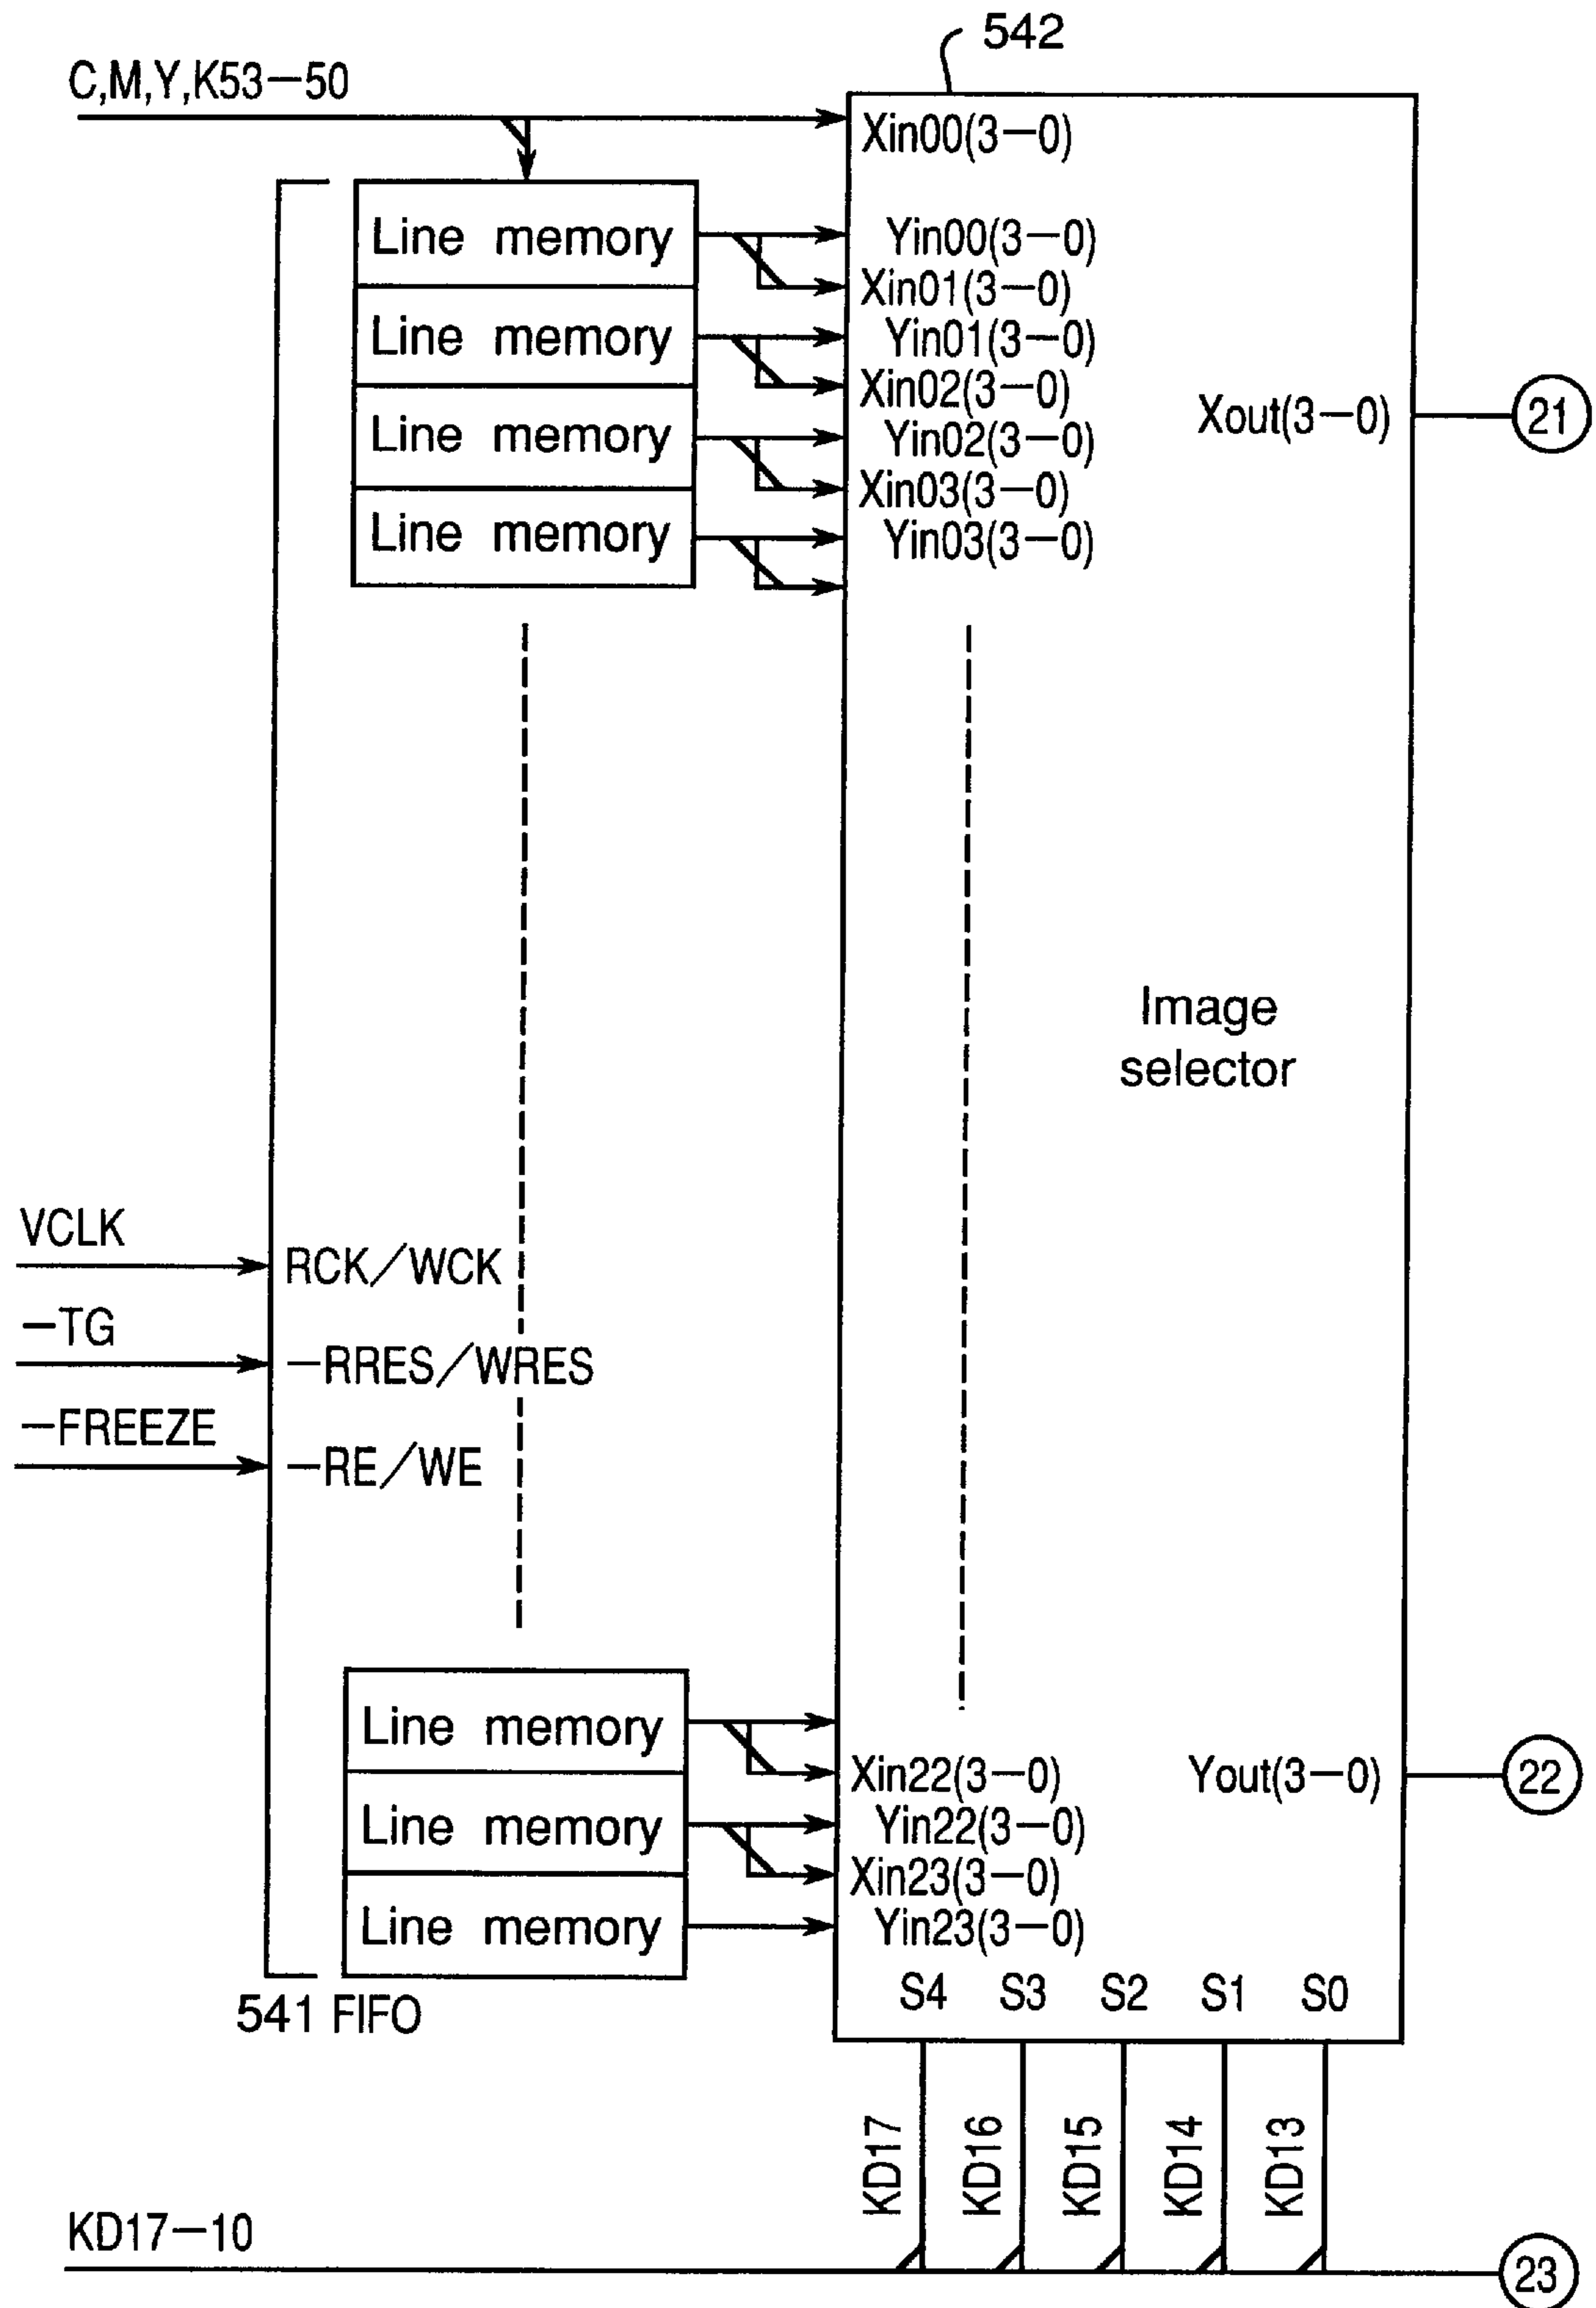 542
C,M,Y,K53—50
Xin00(3—0)
Line memory
Yin00(3—0)
Xin01(3—0)
Line memory
Yin01(3—0)
Xin02(3—0)
Xout(3—0)
21
Line memory
Yin02(3—0)
Xin03(3—0)
Line memory
Yin03(3—0)
Image
selector
VCLK
RCK/WCK
—TG
—RRES/WRES
—FREEZE
—RE/WE
Line memory
Xin22(3—0)
Yout(3—0)
22
Line memory
Yin22(3—0)
Xin23(3—0)
Line memory
Yin23(3—0)
S4 S3 S2 S1 S0
541 FIFO
KD17 KD16 KD15 KD14 KD13
KD17—10
23